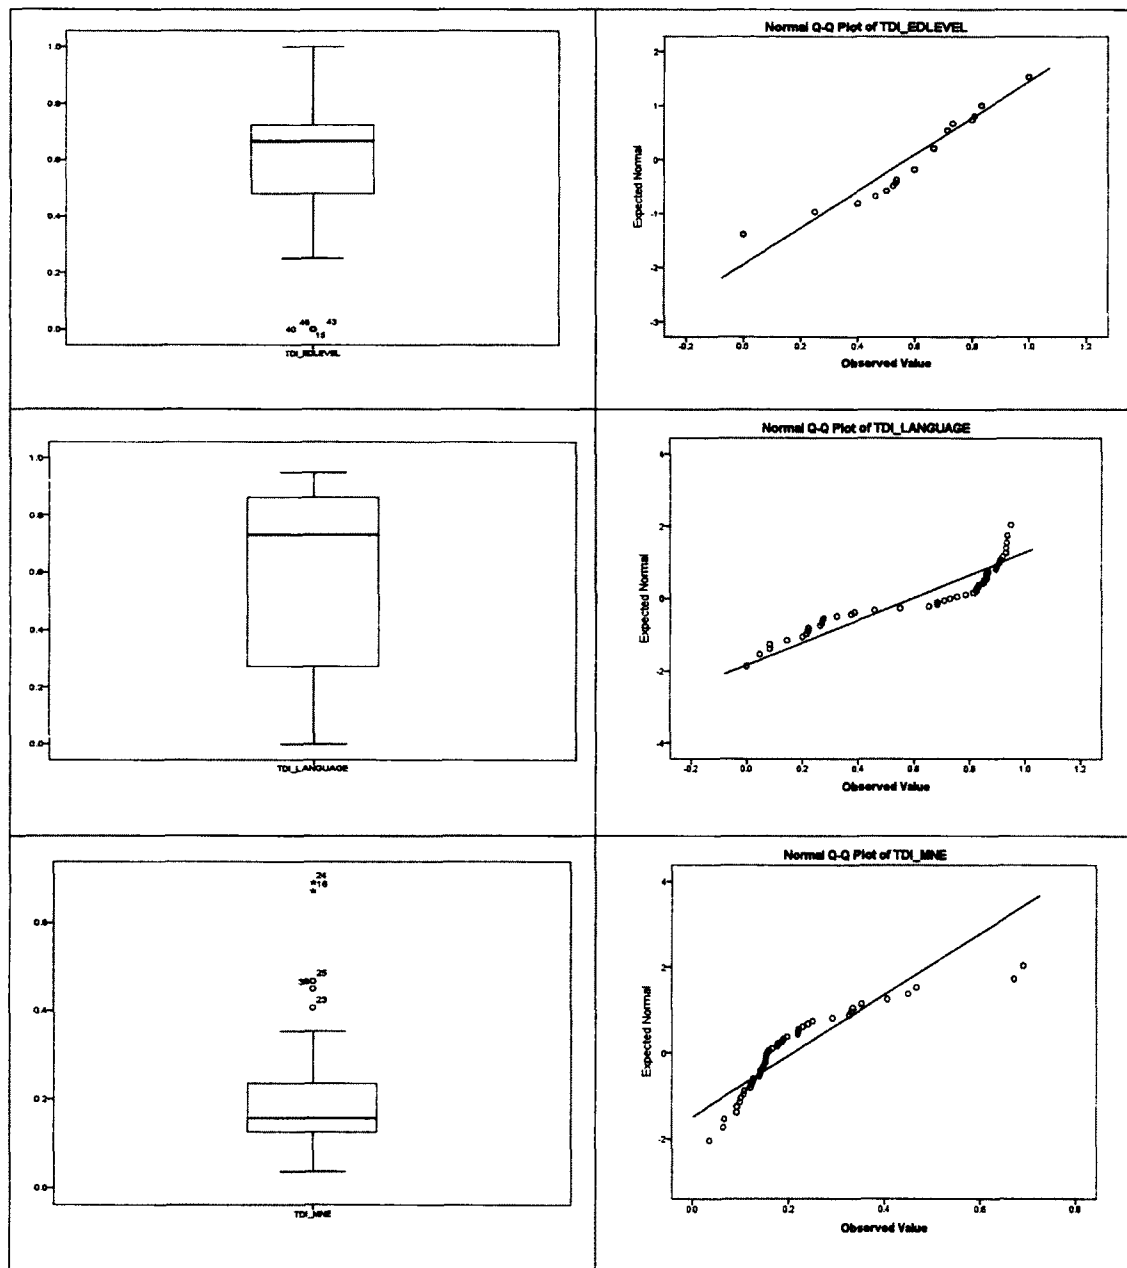 Normal Q-Q Plot of TDI_EDLEVEL
1.0
0.8
0.6
0.4
0.2
0.0
40 46 43
15
TDI_EDLEVEL
Expected Normal
2
1
0
-1
-2
-3
-0.2 0.0 0.2 0.4 0.6 0.8 1.0 1.2
Observed Value
Normal Q-Q Plot of TDI_LANGUAGE
1.0
0.8
0.6
0.4
0.2
0.0
TDI_LANGUAGE
Expected Normal
6
4
2
0
-2
-4
-0.2 0.0 0.2 0.4 0.6 0.8 1.0 1.2
Observed Value
Normal Q-Q Plot of TDI_MNE
24
16
25
23
0.6
0.4
0.2
0.0
TDI_MNE
Expected Normal
4
2
0
-2
0.0 0.2 0.4 0.6 0.8
Observed Value